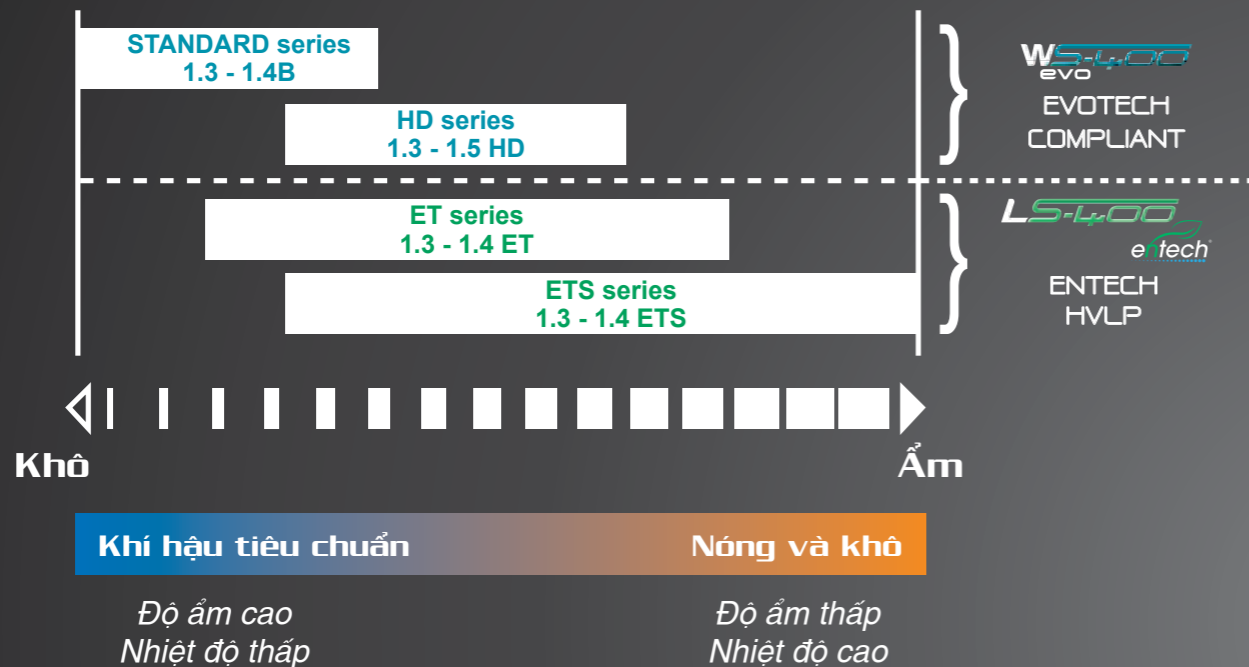 STANDARD series
1.3 - 1.4B
HD series
1.3 - 1.5 HD
WS-400
evo
EVOTECH
COMPLIANT
ET series
1.3 - 1.4 ET
ETS series
1.3 - 1.4 ETS
LS-400
entech
ENTECH
HVLP
Khô
Ẩm
Khí hậu tiêu chuẩn
Nóng và khô
Độ ẩm cao
Nhiệt độ thấp
Độ ẩm thấp
Nhiệt độ cao